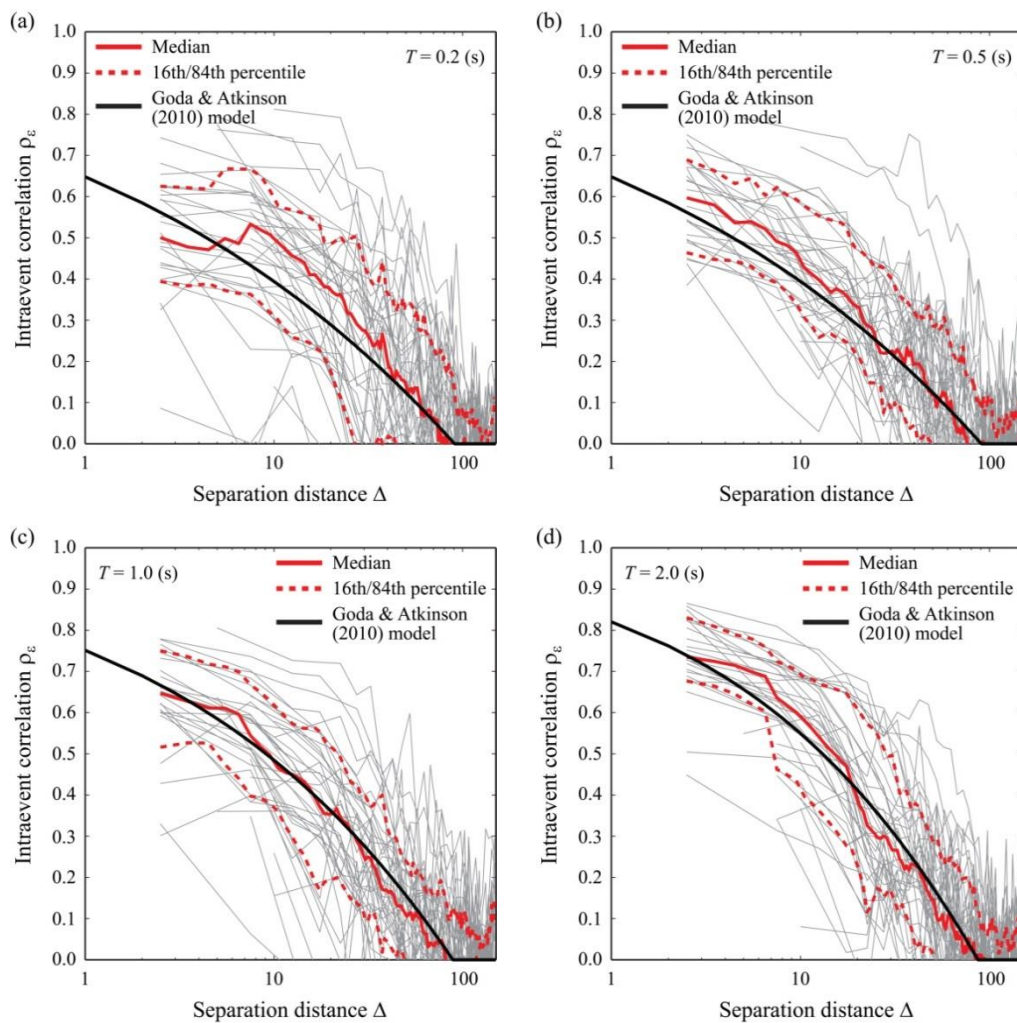 (a)
1.0
0.9
0.8
0.7
0.6
0.5
0.4
0.3
0.2
0.1
0.0
Intraevent correlation ρε
Median
16th/84th percentile
Goda & Atkinson
(2010) model
T = 0.2 (s)
1
10
100
Separation distance Δ
(b)
1.0
0.9
0.8
0.7
0.6
0.5
0.4
0.3
0.2
0.1
0.0
Intraevent correlation ρε
Median
16th/84th percentile
Goda & Atkinson
(2010) model
T = 0.5 (s)
1
10
100
Separation distance Δ
(c)
1.0
0.9
0.8
0.7
0.6
0.5
0.4
0.3
0.2
0.1
0.0
Intraevent correlation ρε
T = 1.0 (s)
Median
16th/84th percentile
Goda & Atkinson
(2010) model
1
10
100
Separation distance Δ
(d)
1.0
0.9
0.8
0.7
0.6
0.5
0.4
0.3
0.2
0.1
0.0
Intraevent correlation ρε
T = 2.0 (s)
Median
16th/84th percentile
Goda & Atkinson
(2010) model
1
10
100
Separation distance Δ